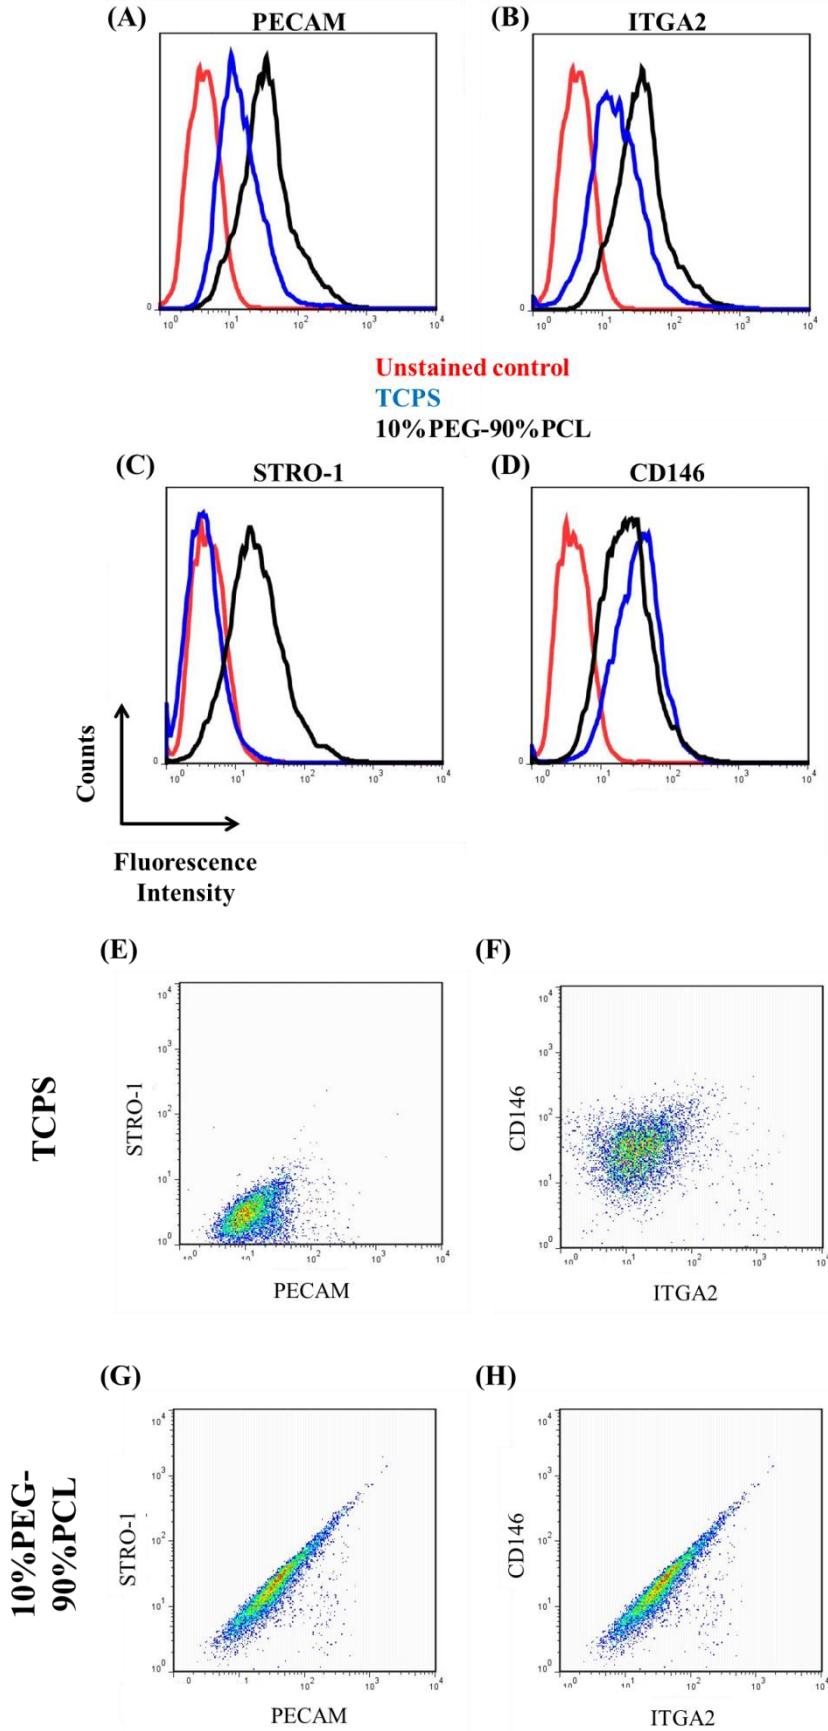 (A) PECAM
(B) ITGA2
0
10^0 10^1 10^2 10^3 10^4
0
10^0 10^1 10^2 10^3 10^4
Unstained control
TCPS
10%PEG-90%PCL
(C) STRO-1
(D) CD146
0
10^0 10^1 10^2 10^3 10^4
0
10^0 10^1 10^2 10^3 10^4
Counts
Fluorescence
Intensity
(E)
(F)
TCPS
STRO-1
10^4
10^3
10^2
10^1
10^0
10^1 10^2 10^3 10^4
PECAM
CD146
10^4
10^3
10^2
10^1
10^0
10^0 10^1 10^2 10^3 10^4
ITGA2
(G)
(H)
10%PEG-
90%PCL
STRO-1
10^4
10^3
10^2
10^1
10^0
0 1 10^2 10^3 10^4
PECAM
CD146
10^4
10^3
10^2
10^1
10^0
10^1 10^2 10^3 10^4
ITGA2